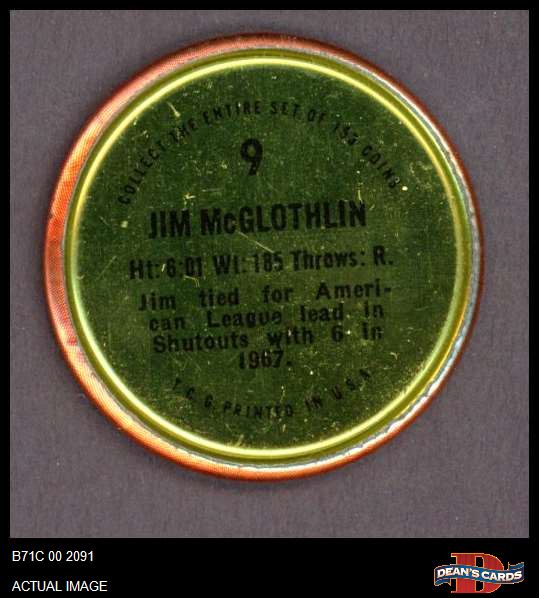 COLLECT THE ENTIRE SET OF 153 COINS
9
JIM McGLOTHLIN
Ht: 6:01 Wt: 185 Throws: R.
Jim tied for Ameri-
can League lead in
Shutouts with 6 in
1967.
T. C. G. PRINTED IN U.S.A.
B71C 00 2091
ACTUAL IMAGE
D
DEAN'S CARDS